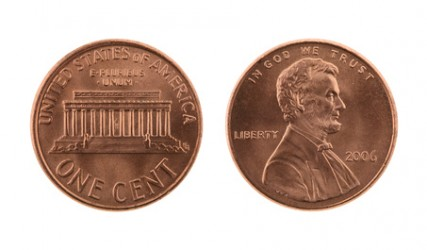 UNITED STATES OF AMERICA
E·PLURIBUS
·UNUM·
ONE CENT
IN GOD WE TRUST
LIBERTY
2006